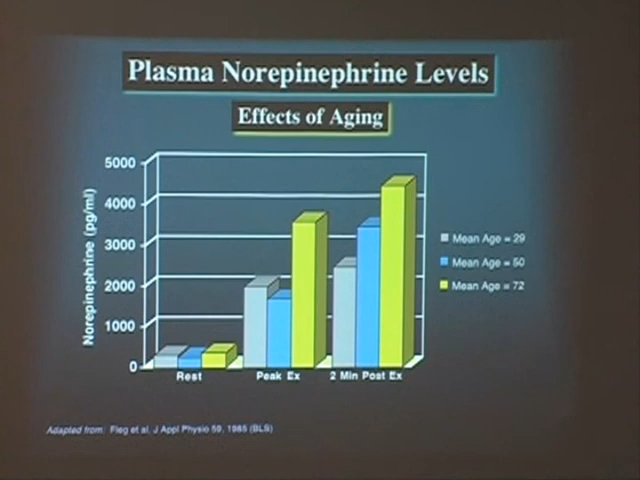 Plasma Norepinephrine Levels
Effects of Aging
Norepinephrine (pg/ml)
5000
4000
3000
2000
1000
0
Rest
Peak Ex
2 Min Post Ex
Mean Age = 29
Mean Age = 50
Mean Age = 72
Adapted from: Fleg et al, J Appl Physio 59, 1985 (BLS)